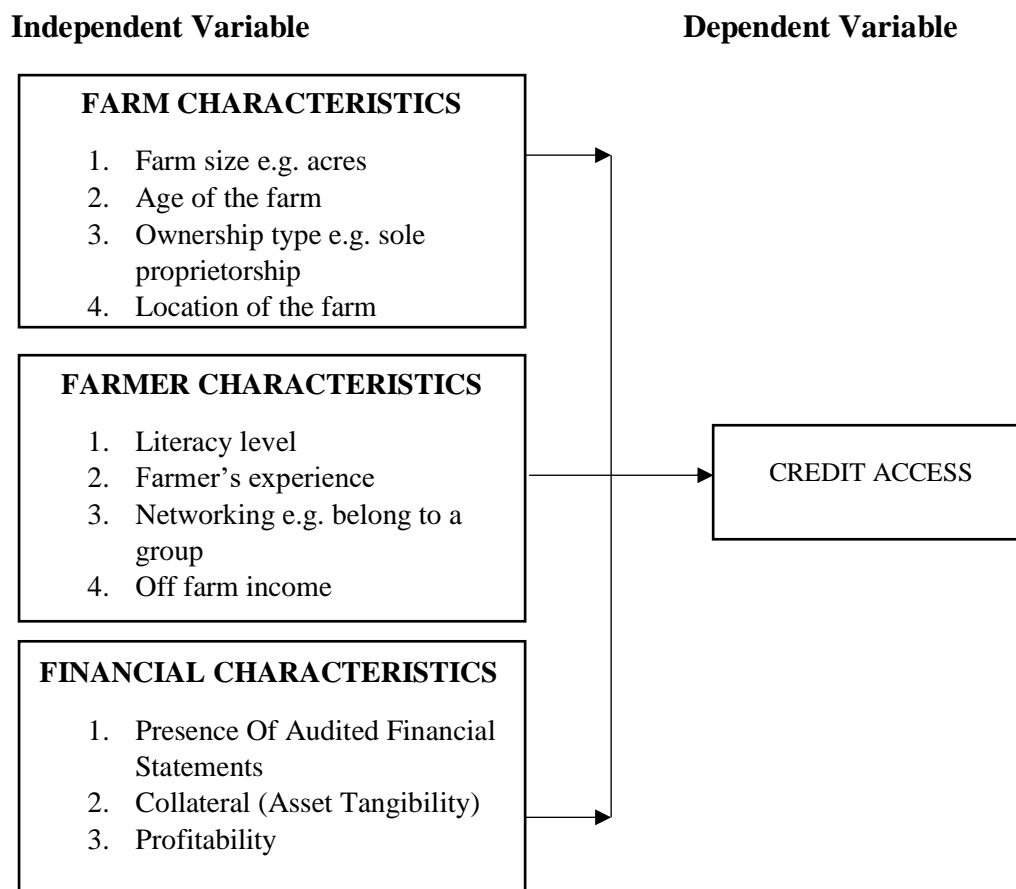 Independent Variable
Dependent Variable
FARM CHARACTERISTICS
1. Farm size e.g. acres
2. Age of the farm
3. Ownership type e.g. sole
proprietorship
4. Location of the farm
FARMER CHARACTERISTICS
1. Literacy level
2. Farmer’s experience
3. Networking e.g. belong to a
group
4. Off farm income
CREDIT ACCESS
FINANCIAL CHARACTERISTICS
1. Presence Of Audited Financial
Statements
2. Collateral (Asset Tangibility)
3. Profitability